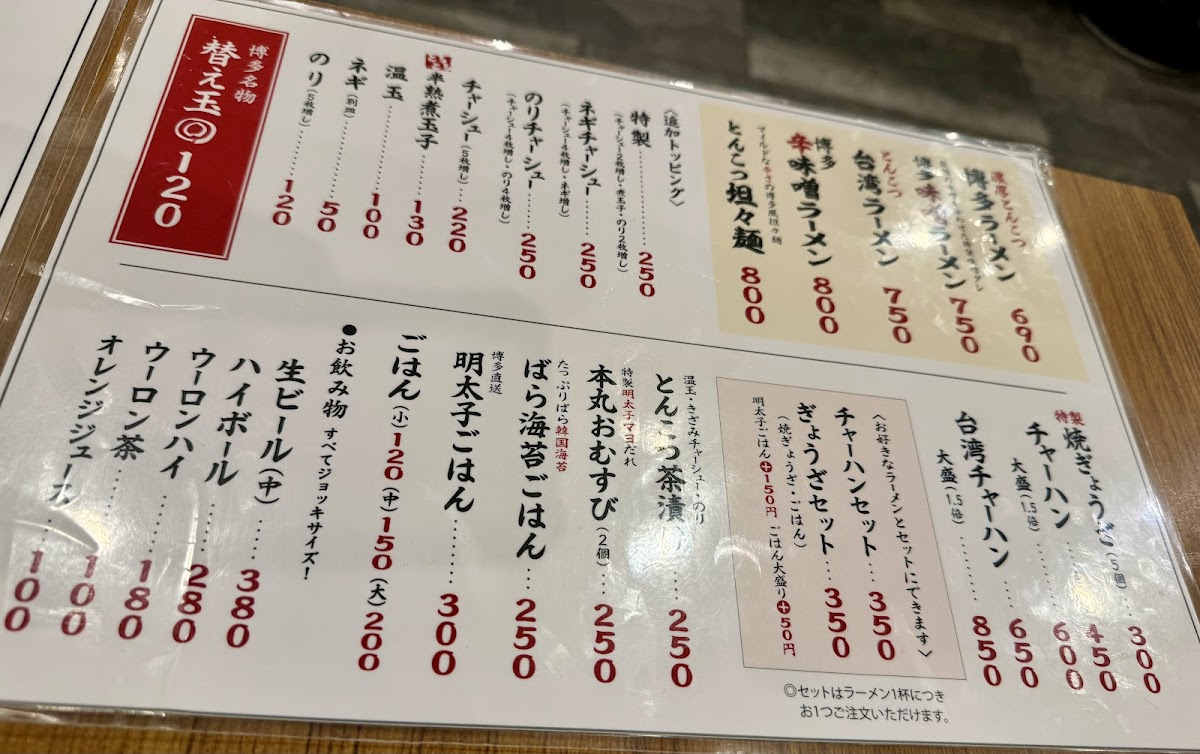 濃厚とんこつ
博多ラーメン 690
博多味噌ラーメン 750
とんこつ
台湾ラーメン 750
博多
辛味噌ラーメン 800
マイルドな辛さの博多風担々麺
とんこつ担々麺 800
〈追加トッピング〉
特製 250
(チャーシュー2枚増し・煮玉子・のり2枚増し)
ネギチャーシュー 250
(チャーシュー4枚増し・ネギ増し)
のりチャーシュー 250
(チャーシュー4枚増し・のり4枚増し)
チャーシュー(5枚増し) 220
半熟煮玉子 130
温玉 100
ネギ(別皿) 50
のり(5枚増し) 120
博多名物
替え玉@120
特製 焼ぎょうざ(5個) 300
チャーハン 450
大盛(1.5倍) 600
台湾チャーハン 650
大盛(1.5倍) 850
〈お好きなラーメンとセットにできます〉
チャーハンセット 350
ぎょうざセット 350
(焼ぎょうざ・ごはん)
明太子ごはん+150円 ごはん大盛り+50円
◎セットはラーメン1杯につき
お1つご注文いただけます。
温玉・きざみチャーシュー・のり
とんこつ茶漬け 250
特製明太子マヨだれ
本丸おむすび(2個) 250
たっぷりばら韓国海苔
ばら海苔ごはん 250
博多直送
明太子ごはん 300
ごはん(小)120(中)150(大)200
●お飲み物 すべてジョッキサイズ!
生ビール(中) 380
ハイボール 280
ウーロンハイ 180
ウーロン茶 100
オレンジジュース 100